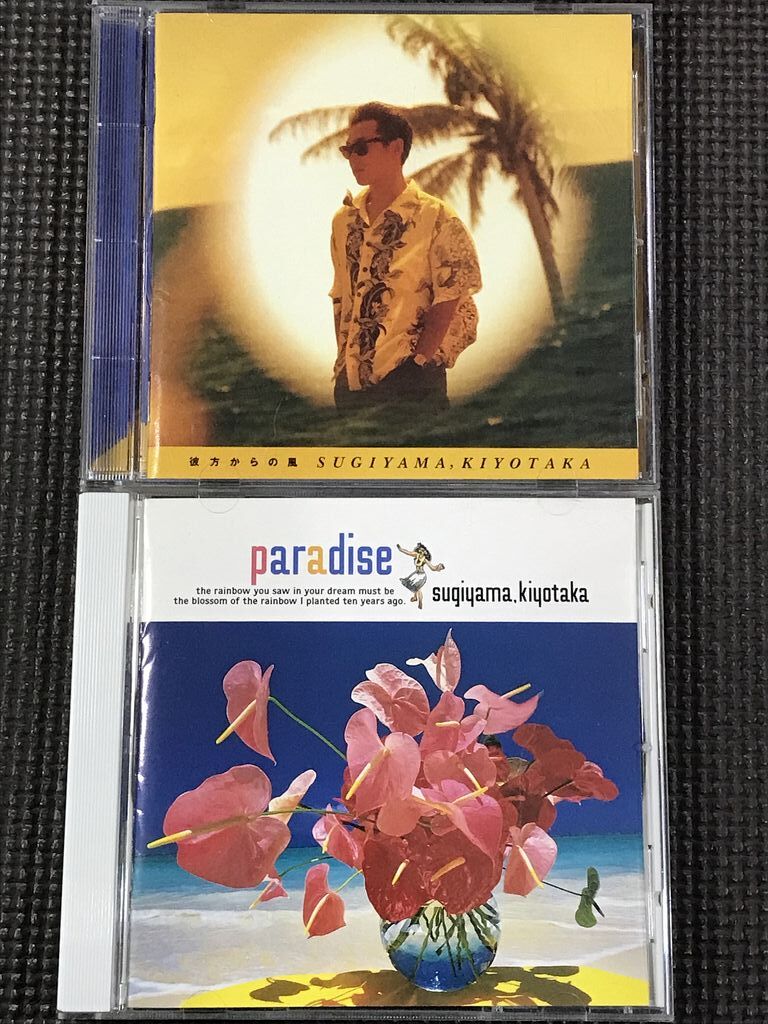 彼方からの風 SUGIYAMA, KIYOTAKA
paradise
the rainbow you saw in your dream must be
the blossom of the rainbow I planted ten years ago.
sugiyama, kiyotaka